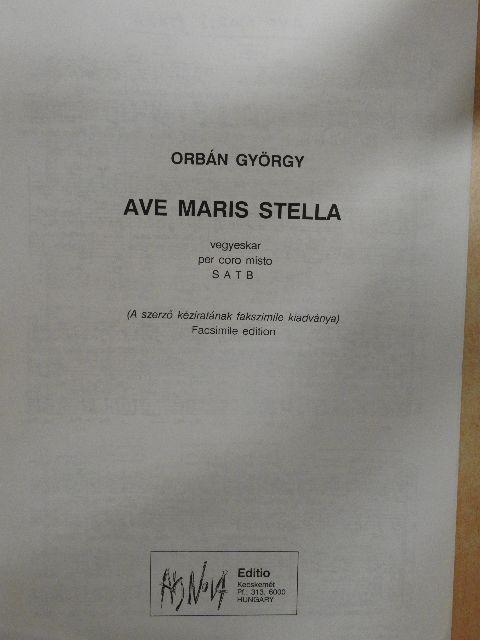 ORBÁN GYÖRGY
AVE MARIS STELLA
vegyeskar
per coro misto
S A T B
(A szerző kéziratának fakszimile kiadványa)
Facsimile edition
ARS NOVA
Editio
Kecskemét
Pf.: 313. 6000
HUNGARY